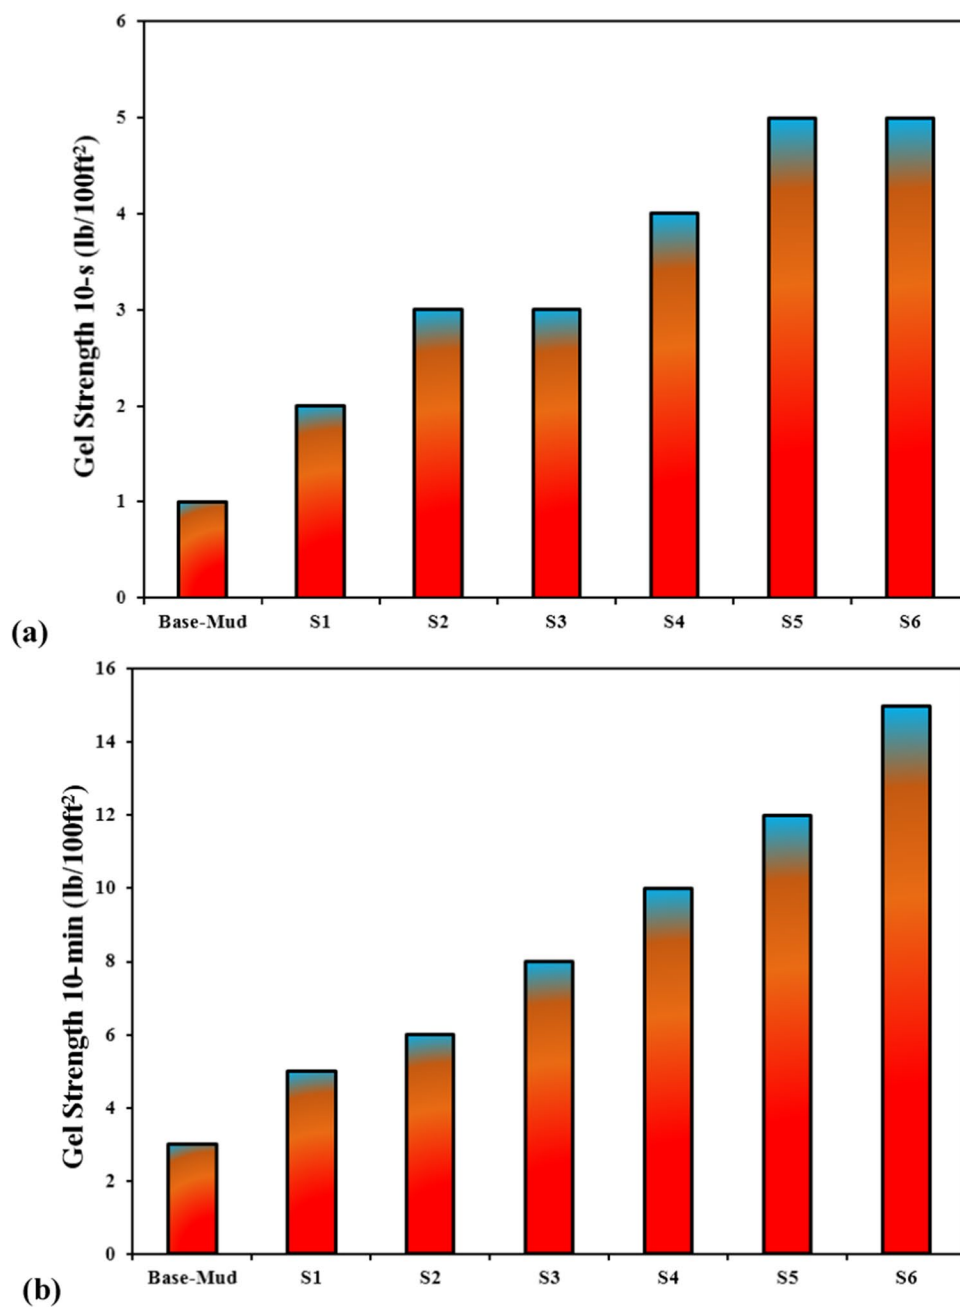 6
5
4
3
2
1
0
Gel Strength 10-s (lb/100ft²)
Base-Mud S1 S2 S3 S4 S5 S6
(a)
16
14
12
10
8
6
4
2
0
Gel Strength 10-min (lb/100ft²)
Base-Mud S1 S2 S3 S4 S5 S6
(b)